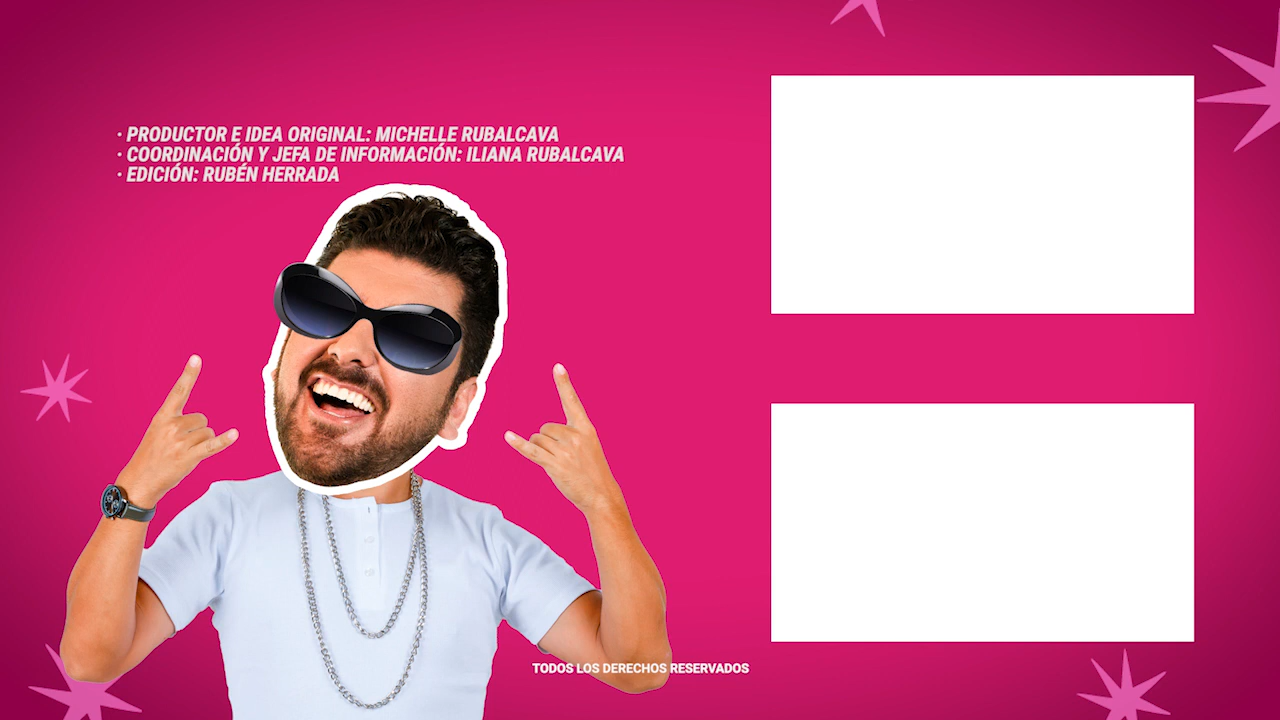 · PRODUCTOR E IDEA ORIGINAL: MICHELLE RUBALCAVA
· COORDINACIÓN Y JEFA DE INFORMACIÓN: ILIANA RUBALCAVA
· EDICIÓN: RUBÉN HERRADA
TODOS LOS DERECHOS RESERVADOS